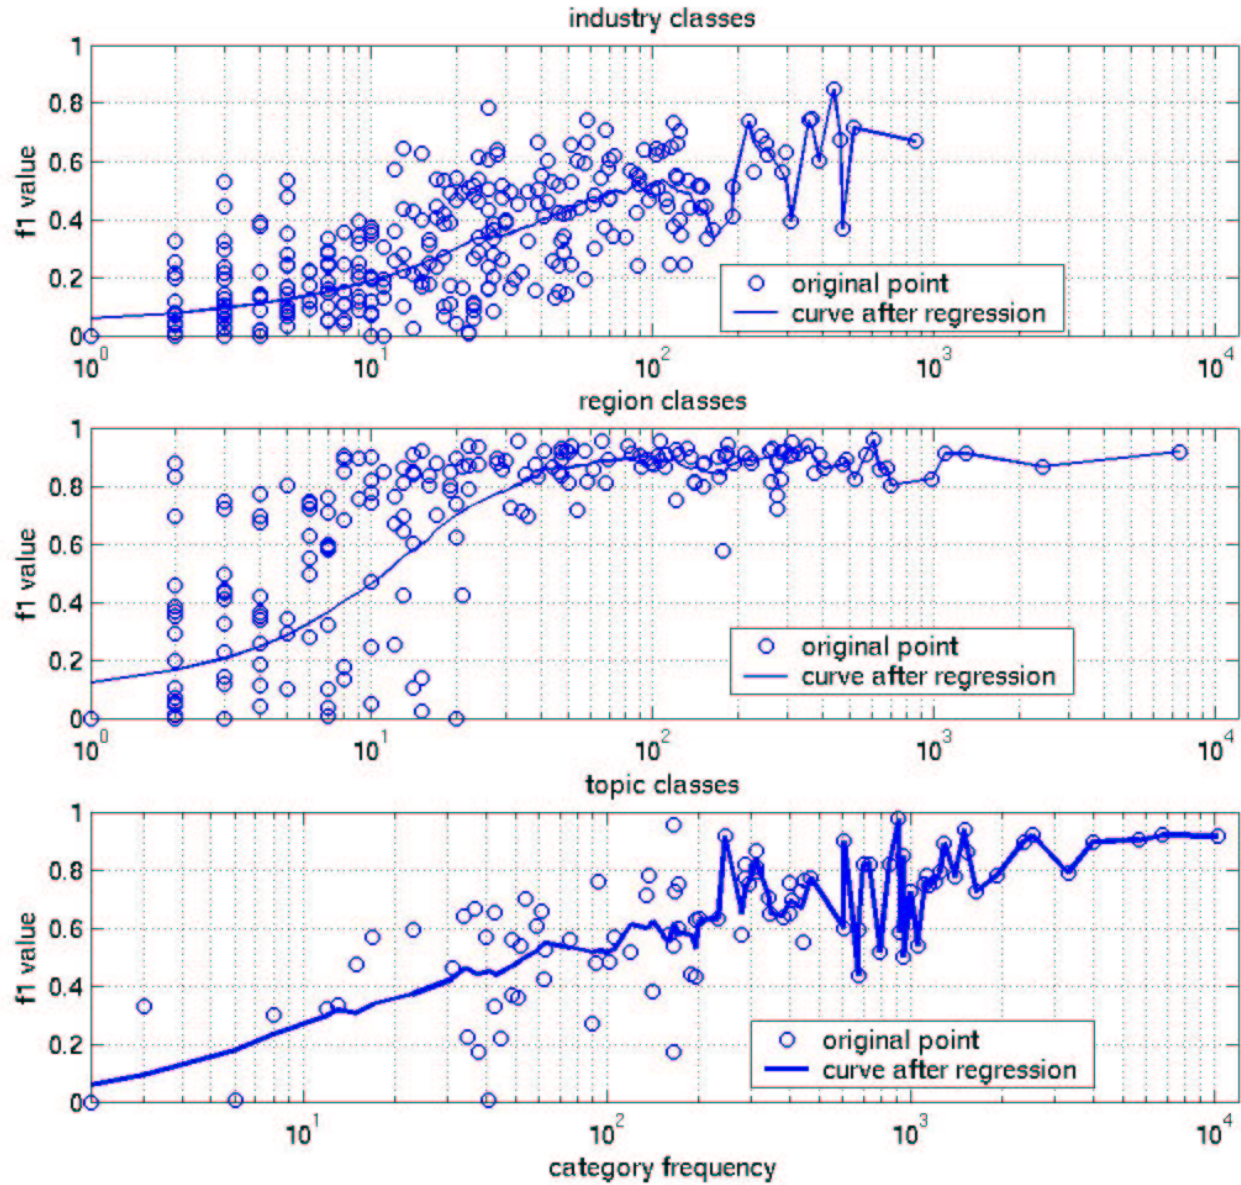 industry classes
1
0.8
0.6
0.4
0.2
0
f1 value
original point
curve after regression
10^0 10^1 10^2 10^3 10^4
region classes
1
0.8
0.6
0.4
0.2
0
f1 value
original point
curve after regression
10^0 10^1 10^2 10^3 10^4
topic classes
1
0.8
0.6
0.4
0.2
0
f1 value
original point
curve after regression
10^1 10^2 10^3 10^4
category frequency